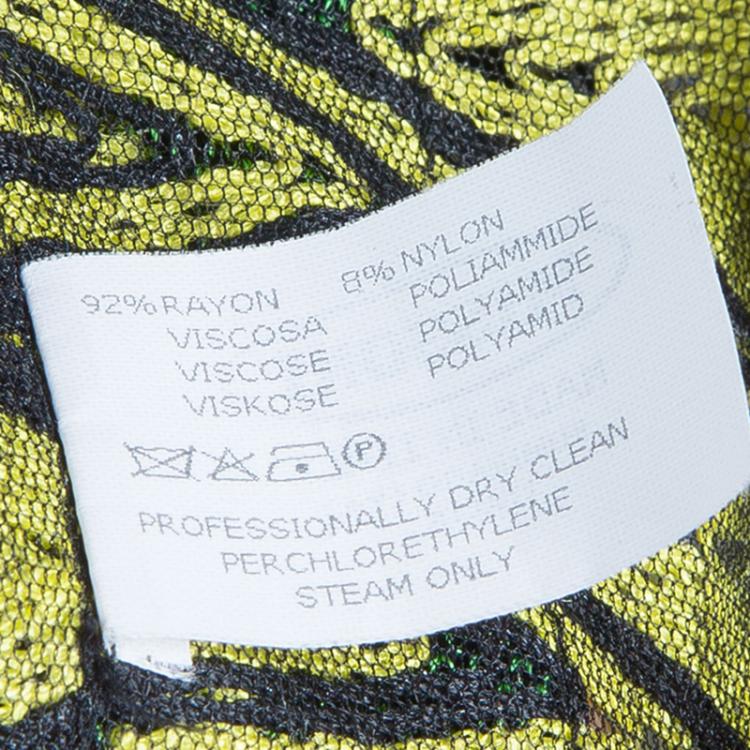 92% RAYON
VISCOSA
VISCOSE
VISKOSE
8% NYLON
POLIAMMIDE
POLYAMIDE
POLYAMID
P
PROFESSIONALLY DRY CLEAN
PERCHLORETHYLENE
STEAM ONLY